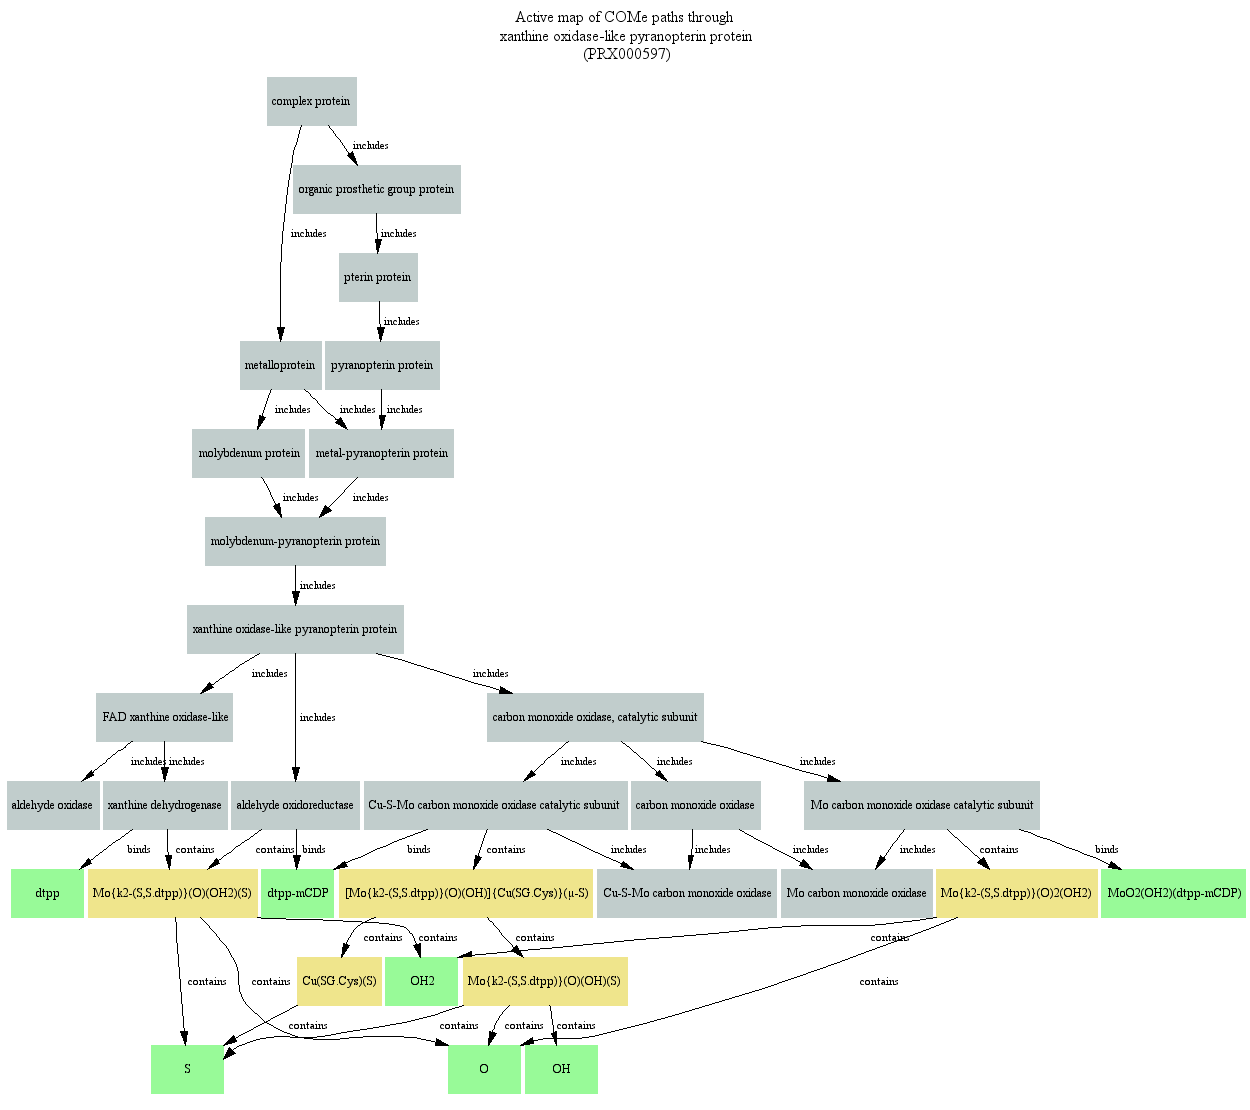 Active map of COMe paths through
xanthine oxidase-like pyranopterin protein
(PRX000597)
complex protein
includes
organic prosthetic group protein
includes
includes
pterin protein
includes
metalloprotein
pyranopterin protein
includes
includes
includes
molybdenum protein
metal-pyranopterin protein
includes
includes
molybdenum-pyranopterin protein
includes
xanthine oxidase-like pyranopterin protein
includes
includes
FAD xanthine oxidase-like
includes
carbon monoxide oxidase, catalytic subunit
includes
includes
includes
includes
includes
aldehyde oxidase
xanthine dehydrogenase
aldehyde oxidoreductase
Cu-S-Mo carbon monoxide oxidase catalytic subunit
carbon monoxide oxidase
Mo carbon monoxide oxidase catalytic subunit
binds
contains
contains
binds
binds
contains
includes
includes
includes
includes
contains
binds
dtpp
Mo{k2-(S,S.dtpp)}(O)(OH2)(S)
dtpp-mCDP
[Mo{k2-(S,S.dtpp)}(O)(OH)]{Cu(SG.Cys)}(μ-S)
Cu-S-Mo carbon monoxide oxidase
Mo carbon monoxide oxidase
Mo{k2-(S,S.dtpp)}(O)2(OH2)
MoO2(OH2)(dtpp-mCDP)
contains
contains
contains
contains
Cu(SG.Cys)(S)
OH2
Mo{k2-(S,S.dtpp)}(O)(OH)(S)
contains
contains
contains
contains
contains
contains
contains
S
O
OH